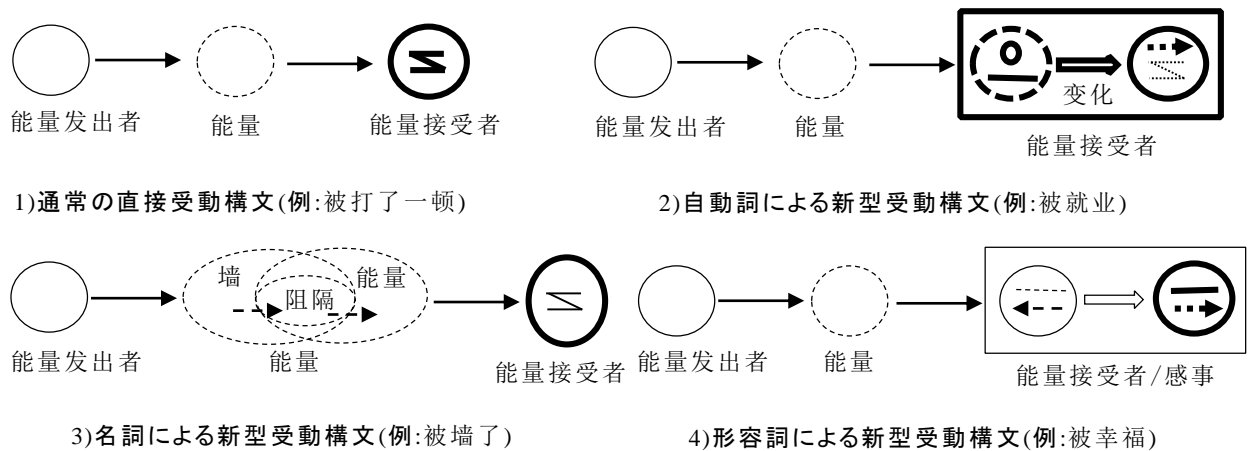 变化
能量发出者 能量 能量接受者
能量发出者 能量 能量接受者
1)通常の直接受動構文(例:被打了一顿)
2)自動詞による新型受動構文(例:被就业)
墙 能量
阻隔
能量发出者 能量 能量接受者
能量发出者 能量 能量接受者/感事
3)名詞による新型受動構文(例:被墙了)
4)形容詞による新型受動構文(例:被幸福)